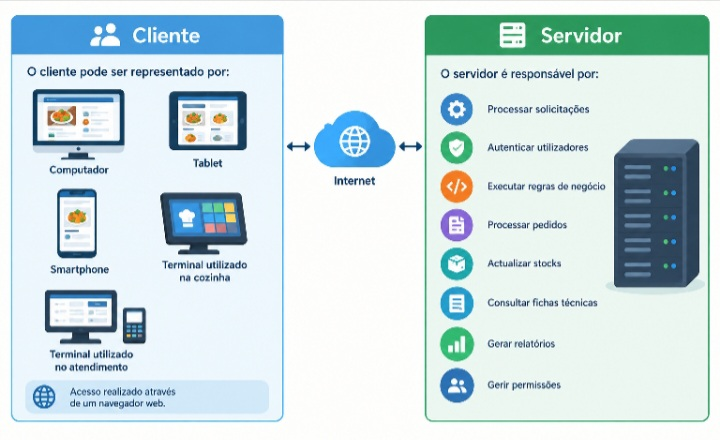 Cliente
O cliente pode ser representado por:
Computador
Tablet
Smartphone
Terminal utilizado
na cozinha
Terminal utilizado
no atendimento
Acesso realizado através
de um navegador web.
Internet
Servidor
O servidor é responsável por:
Processar solicitações
Autenticar utilizadores
Executar regras de negócio
Processar pedidos
Actualizar stocks
Consultar fichas técnicas
Gerar relatórios
Gerir permissões